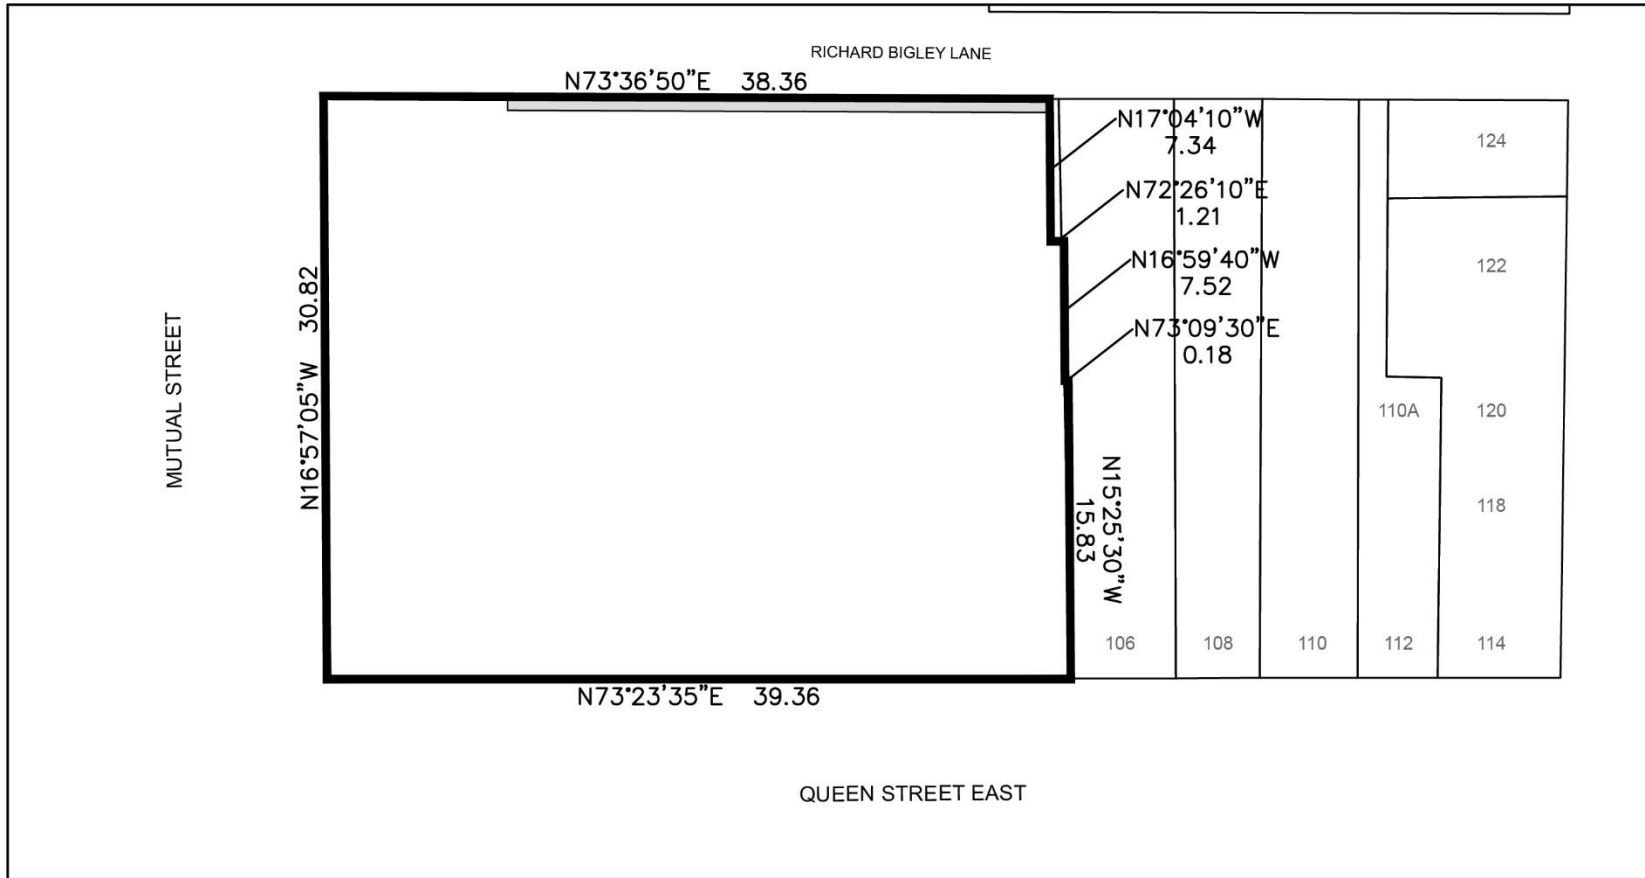 RICHARD BIGLEY LANE
N73°36'50"E 38.36
N17°04'10"W
7.34
124
N72°26'10"E
1.21
N16°59'40"W
7.52
122
N73°09'30"E
0.18
MUTUAL STREET
N16°57'05"W 30.82
110A
120
N15°25'30"W
15.83
118
106
108
110
112
114
N73°23'35"E 39.36
QUEEN STREET EAST